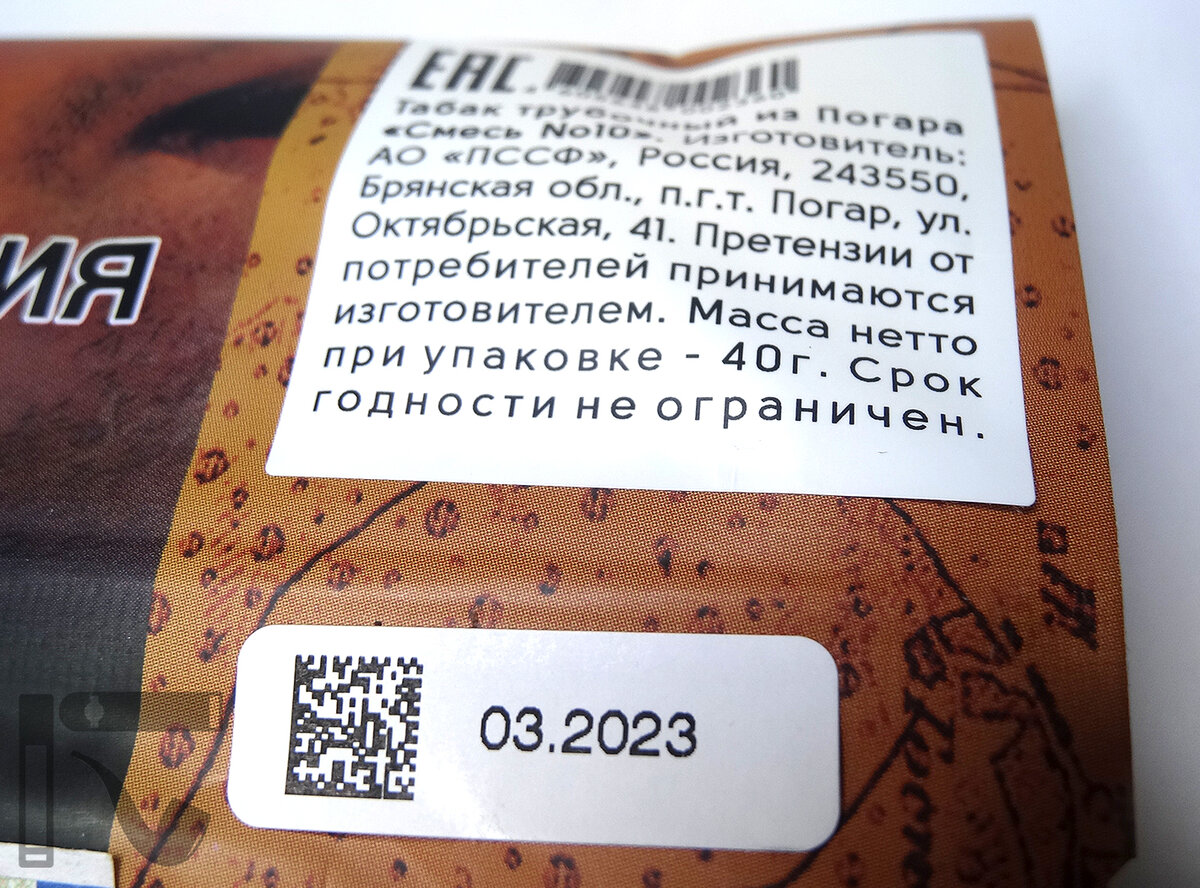 ЕАС.
Табак трубочный из Погара
«Смесь No10». Изготовитель:
АО «ПССФ», Россия, 243550,
Брянская обл., п.г.т. Погар, ул.
Октябрьская, 41. Претензии от
потребителей принимаются
изготовителем. Масса нетто
при упаковке - 40г. Срок
годности не ограничен.
ИЯ
03.2023